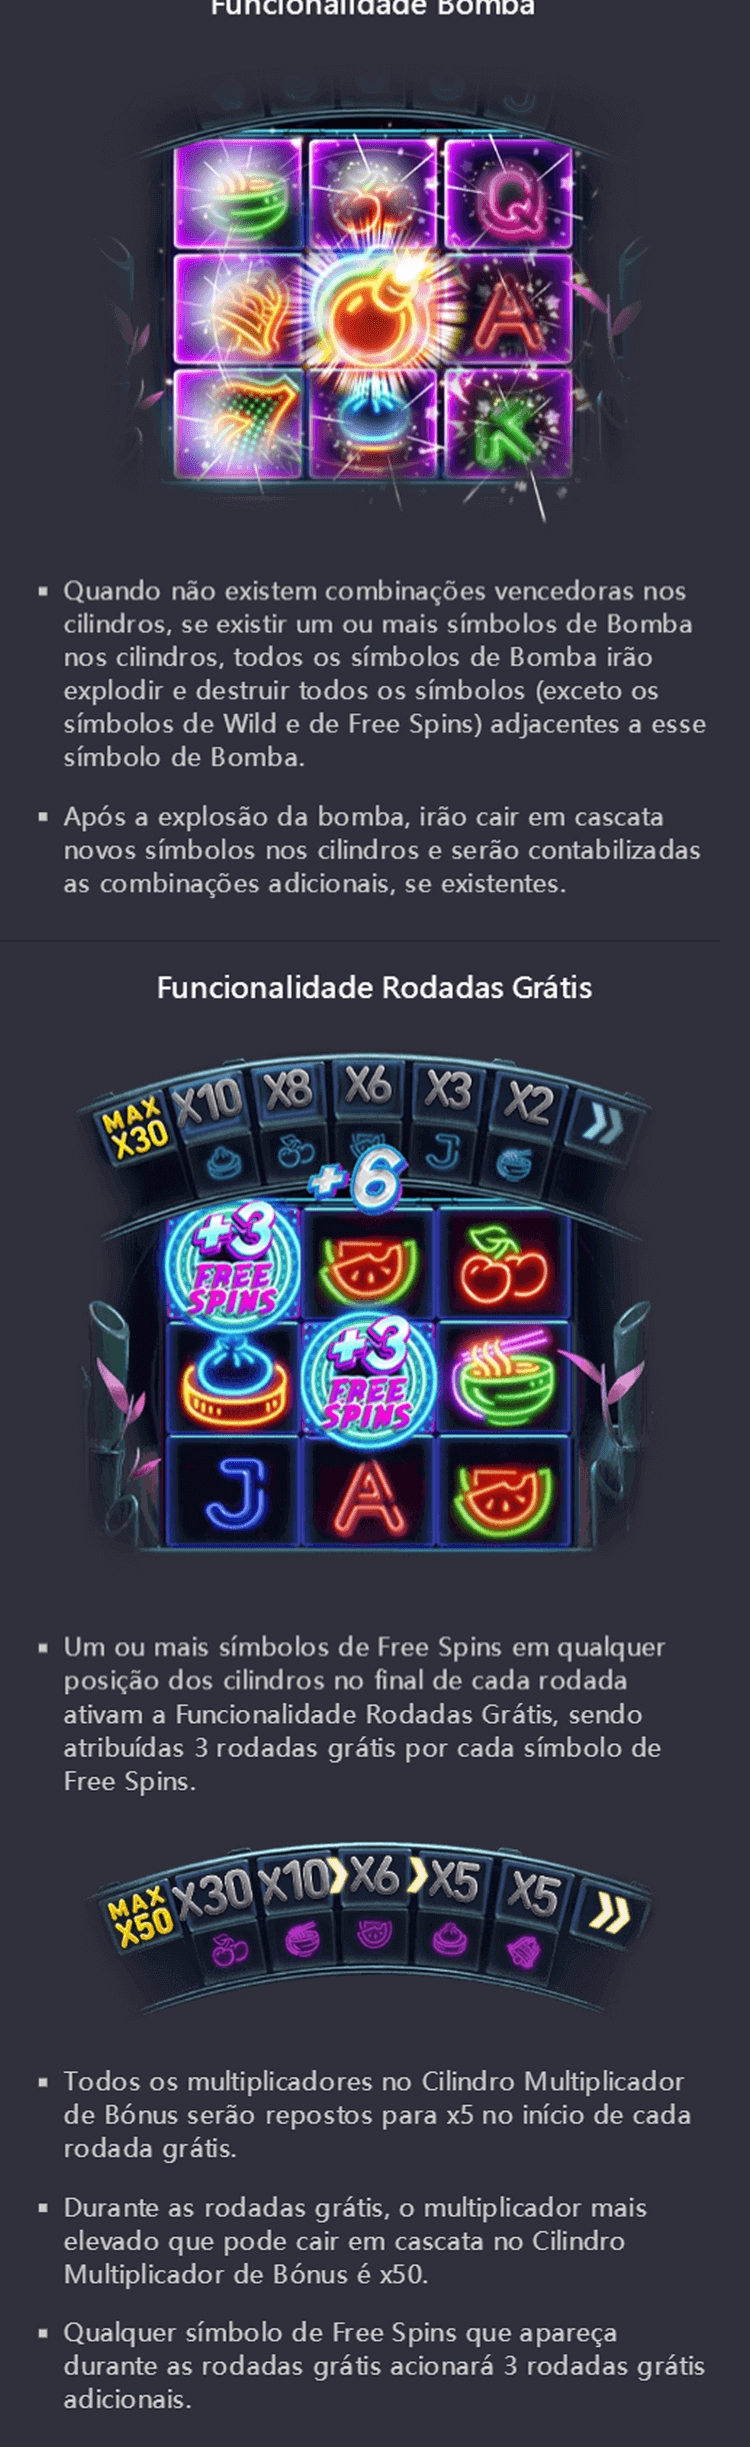 Funcionalidade Bomba
Q
A
7
K
Quando não existem combinações vencedoras nos
cilindros, se existir um ou mais símbolos de Bomba
nos cilindros, todos os símbolos de Bomba irão
explodir e destruir todos os símbolos (exceto os
símbolos de Wild e de Free Spins) adjacentes a esse
símbolo de Bomba.
Após a explosão da bomba, irão cair em cascata
novos símbolos nos cilindros e serão contabilizadas
as combinações adicionais, se existentes.
Funcionalidade Rodadas Grátis
MAX X10 X8 X6 X3 X2
X30
J
+6
+3
FREE
SPINS
+3
FREE
SPINS
J A
Um ou mais símbolos de Free Spins em qualquer
posição dos cilindros no final de cada rodada
ativam a Funcionalidade Rodadas Grátis, sendo
atribuídas 3 rodadas grátis por cada símbolo de
Free Spins.
MAX X30 X10 X6 X5 X5
X50
Todos os multiplicadores no Cilindro Multiplicador
de Bónus serão repostos para x5 no início de cada
rodada grátis.
Durante as rodadas grátis, o multiplicador mais
elevado que pode cair em cascata no Cilindro
Multiplicador de Bónus é x50.
Qualquer símbolo de Free Spins que apareça
durante as rodadas grátis acionará 3 rodadas grátis
adicionais.